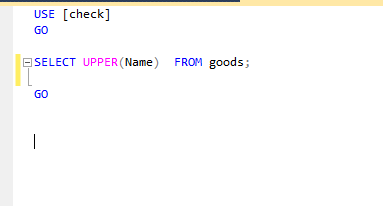 USE [check]
GO
SELECT UPPER(Name)  FROM goods;
GO